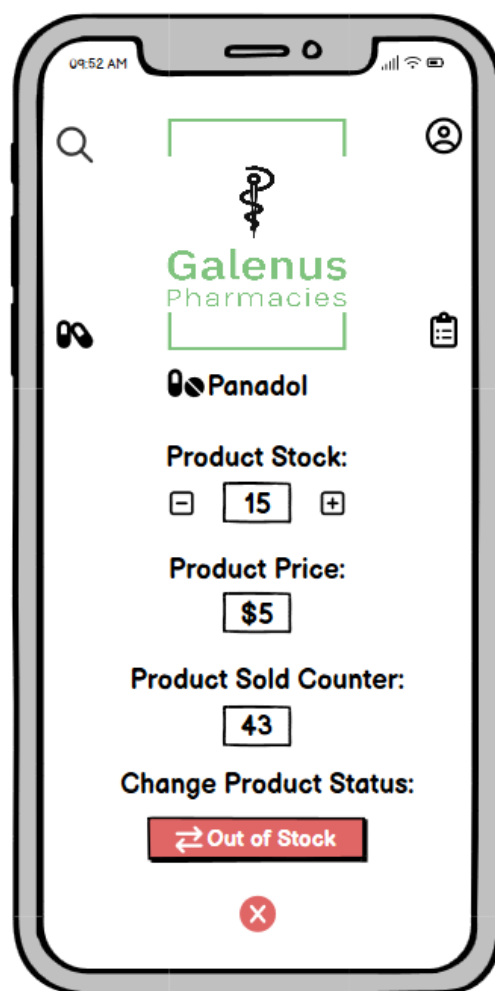 09:52 AM
Galenus
Pharmacies
Panadol
Product Stock:
15
Product Price:
$5
Product Sold Counter:
43
Change Product Status:
Out of Stock